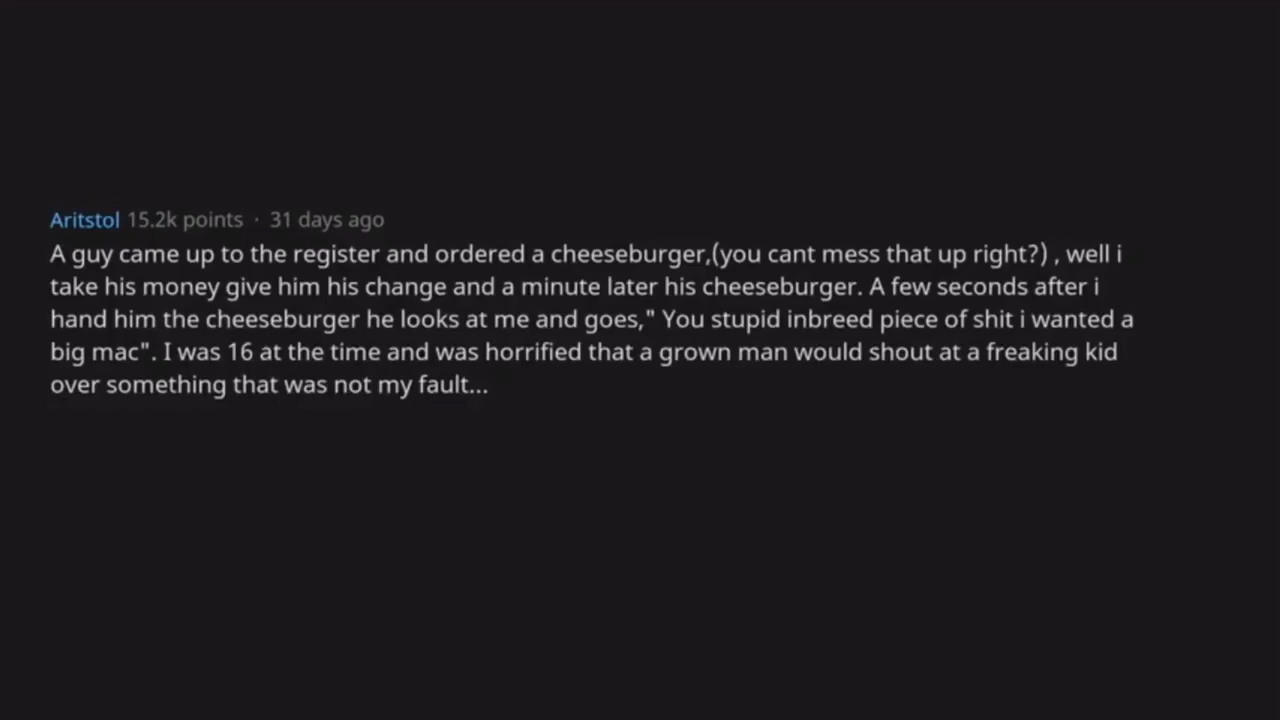 Aritstol 15.2k points · 31 days ago
A guy came up to the register and ordered a cheeseburger,(you cant mess that up right?) , well i
take his money give him his change and a minute later his cheeseburger. A few seconds after i
hand him the cheeseburger he looks at me and goes," You stupid inbreed piece of shit i wanted a
big mac". I was 16 at the time and was horrified that a grown man would shout at a freaking kid
over something that was not my fault...